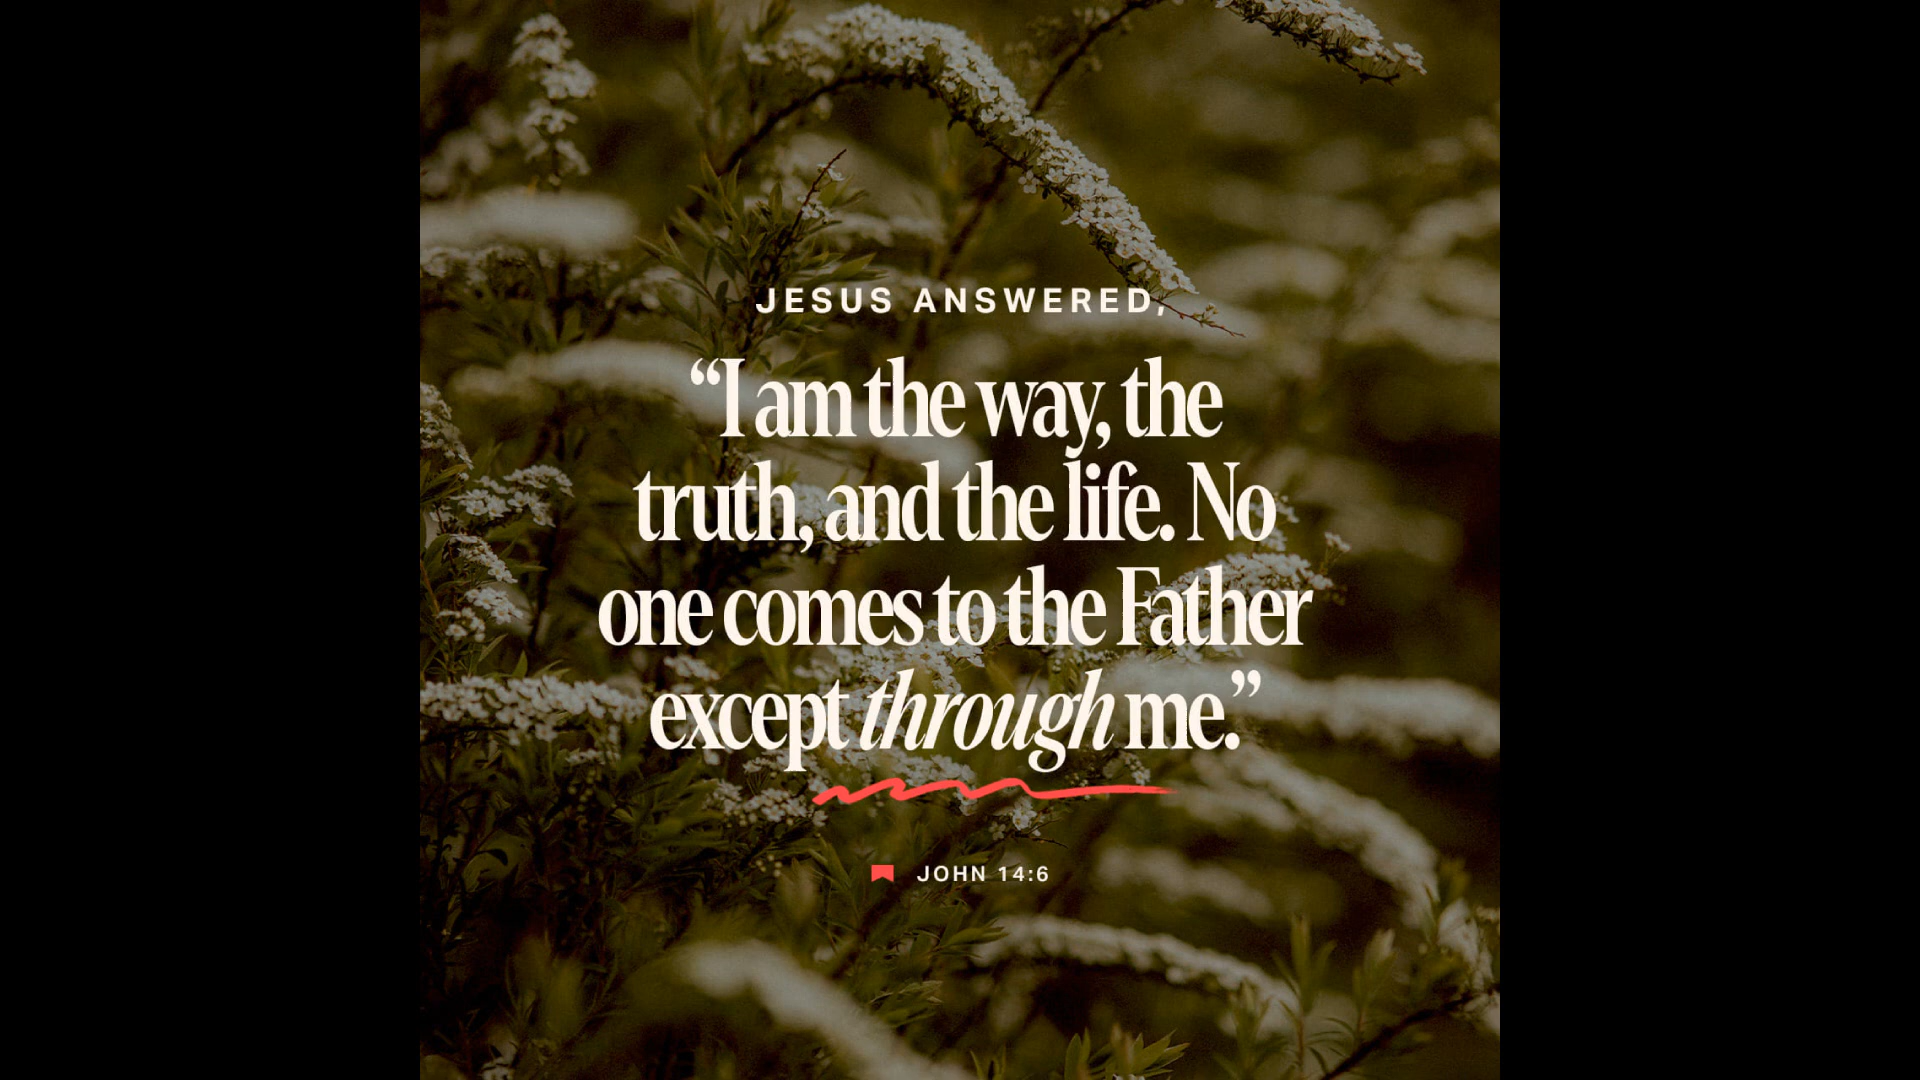 JESUS ANSWERED,
“I am the way, the
truth, and the life. No
one comes to the Father
except through me.”
JOHN 14:6